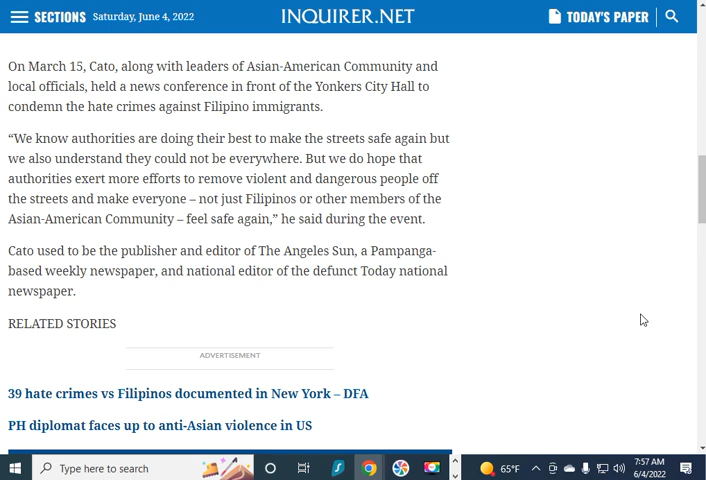 SECTIONS Saturday, June 4, 2022 INQUIRER.NET TODAY'S PAPER
On March 15, Cato, along with leaders of Asian-American Community and
local officials, held a news conference in front of the Yonkers City Hall to
condemn the hate crimes against Filipino immigrants.
“We know authorities are doing their best to make the streets safe again but
we also understand they could not be everywhere. But we do hope that
authorities exert more efforts to remove violent and dangerous people off
the streets and make everyone – not just Filipinos or other members of the
Asian-American Community – feel safe again,” he said during the event.
Cato used to be the publisher and editor of The Angeles Sun, a Pampanga-
based weekly newspaper, and national editor of the defunct Today national
newspaper.
RELATED STORIES
ADVERTISEMENT
39 hate crimes vs Filipinos documented in New York – DFA
PH diplomat faces up to anti-Asian violence in US
Type here to search 65°F 7:57 AM
6/4/2022